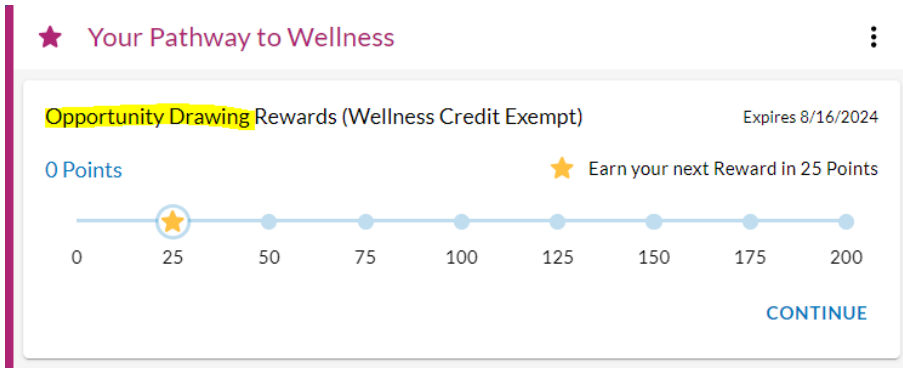 Your Pathway to Wellness
Opportunity Drawing Rewards (Wellness Credit Exempt)
Expires 8/16/2024
0 Points
Earn your next Reward in 25 Points
0 25 50 75 100 125 150 175 200
CONTINUE